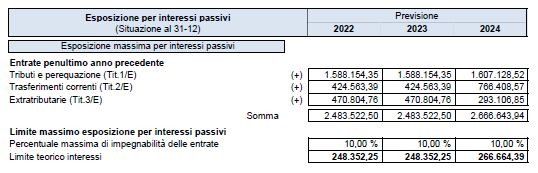 Esposizione per interessi passivi Previsione
(Situazione al 31-12) 2022 2023 2024
Esposizione massima per interessi passivi
Entrate penultimo anno precedente
Tributi e perequazione (Tit.1/E) (+) 1.588.154,35 1.588.154,35 1.607.128,52
Trasferimenti correnti (Tit.2/E) (+) 424.563,39 424.563,39 766.408,57
Extratributarie (Tit.3/E) (+) 470.804,76 470.804,76 293.106,85
Somma 2.483.522,50 2.483.522,50 2.666.643,94
Limite massimo esposizione per interessi passivi
Percentuale massima di impegnabilità delle entrate 10,00 % 10,00 % 10,00 %
Limite teorico interessi 248.352,25 248.352,25 266.664,39